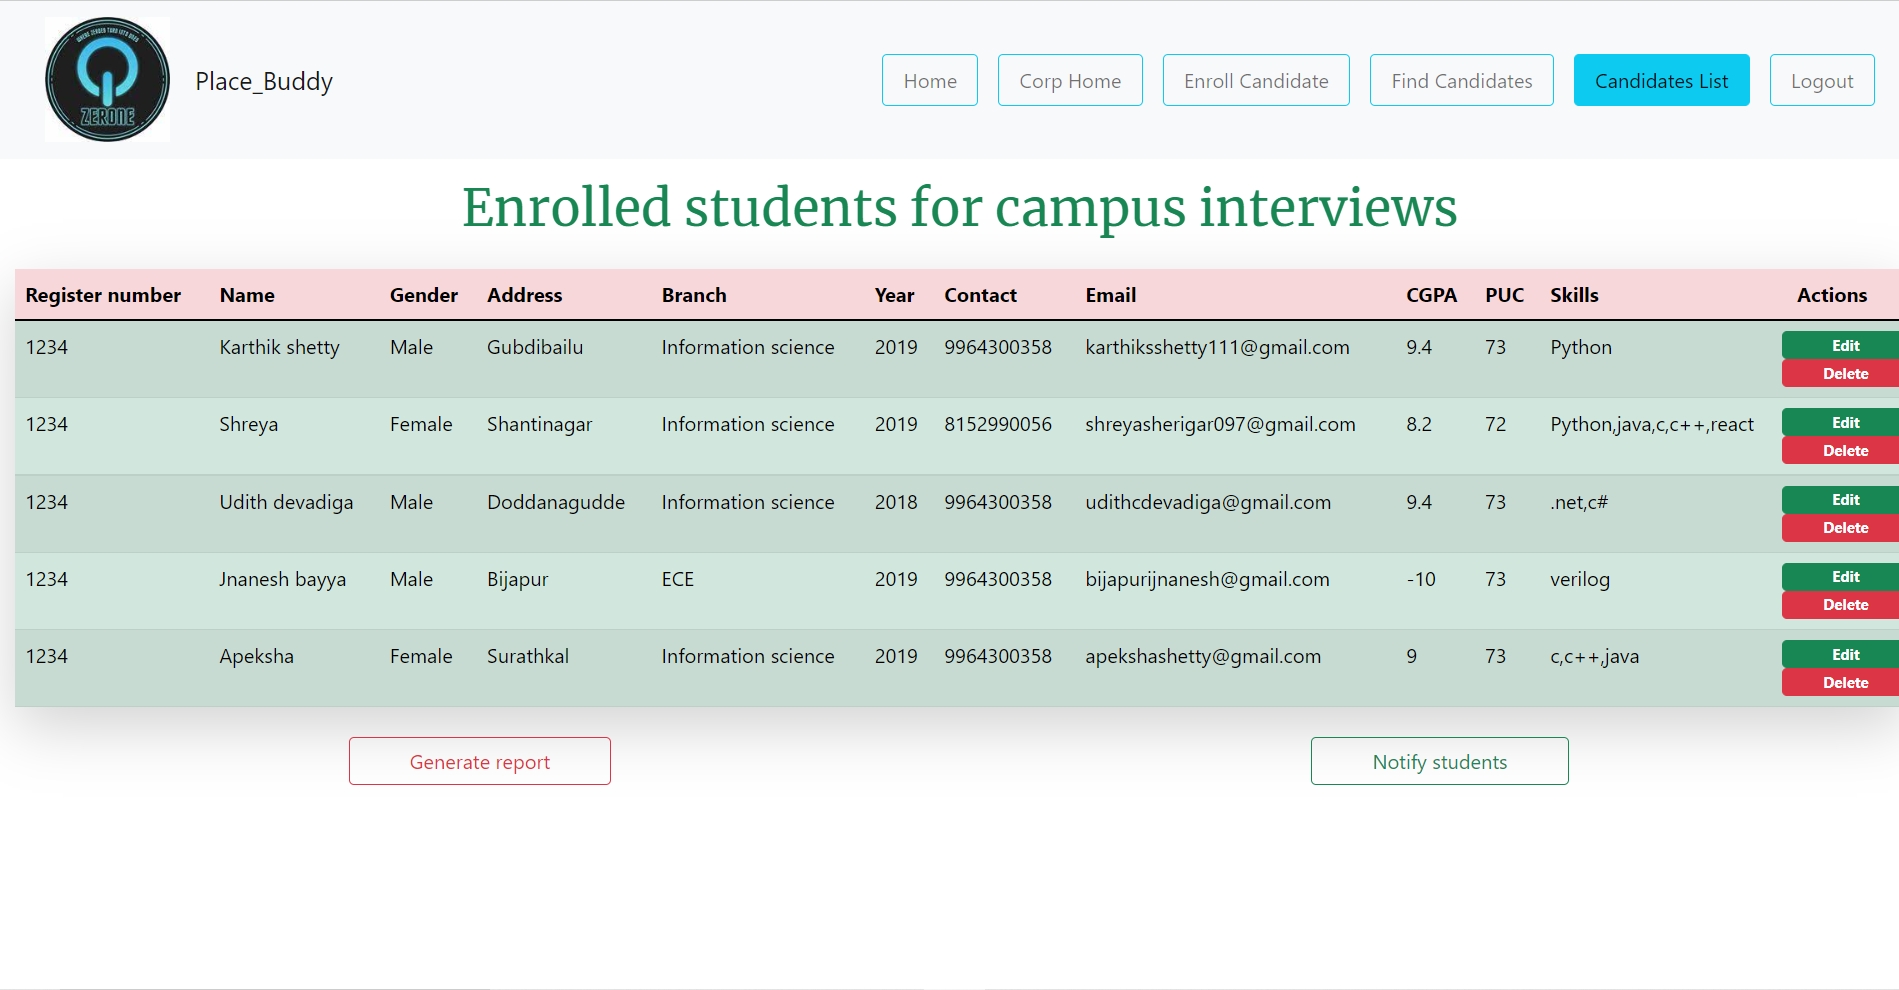 WHERE ZEROES TURN INTO ONES
ZERONE
Place_Buddy
Home Corp Home Enroll Candidate Find Candidates Candidates List Logout
Enrolled students for campus interviews
Register number Name Gender Address Branch Year Contact Email CGPA PUC Skills Actions
1234 Karthik shetty Male Gubdibailu Information science 2019 9964300358 karthiksshetty111@gmail.com 9.4 73 Python Edit
Delete
1234 Shreya Female Shantinagar Information science 2019 8152990056 shreyasherigar097@gmail.com 8.2 72 Python,java,c,c++,react Edit
Delete
1234 Udith devadiga Male Doddanagudde Information science 2018 9964300358 udithcdevadiga@gmail.com 9.4 73 .net,c# Edit
Delete
1234 Jnanesh bayya Male Bijapur ECE 2019 9964300358 bijapurijnanesh@gmail.com -10 73 verilog Edit
Delete
1234 Apeksha Female Surathkal Information science 2019 9964300358 apekshashetty@gmail.com 9 73 c,c++,java Edit
Delete
Generate report Notify students